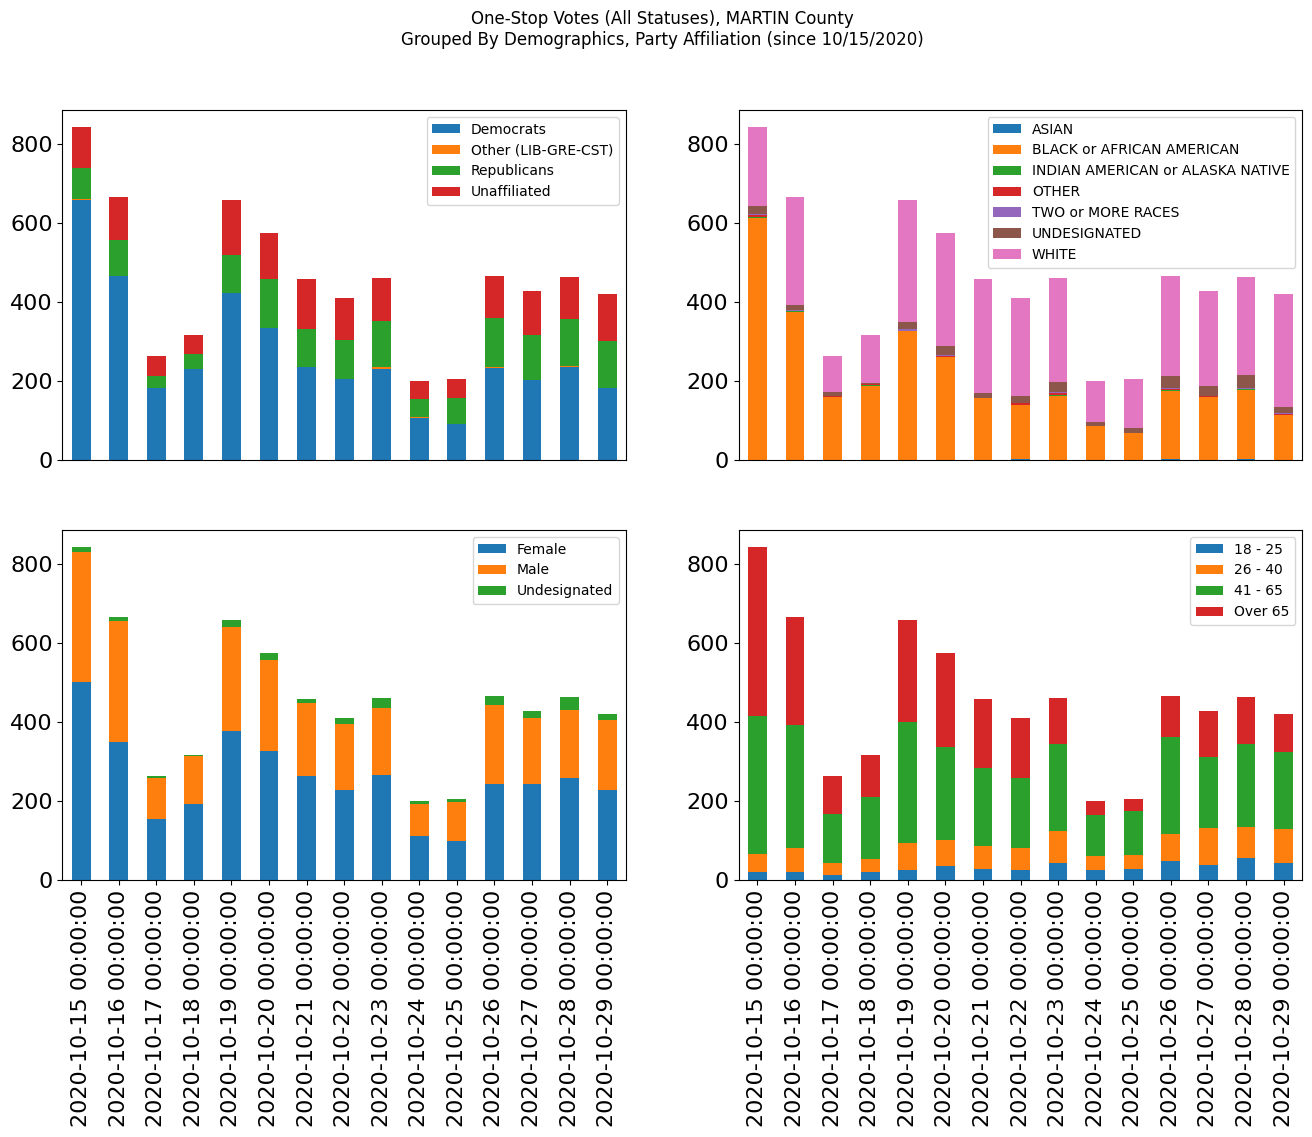 One-Stop Votes (All Statuses), MARTIN County
Grouped By Demographics, Party Affiliation (since 10/15/2020)
800
600
400
200
0
Democrats
Other (LIB-GRE-CST)
Republicans
Unaffiliated
800
600
400
200
0
ASIAN
BLACK or AFRICAN AMERICAN
INDIAN AMERICAN or ALASKA NATIVE
OTHER
TWO or MORE RACES
UNDESIGNATED
WHITE
800
600
400
200
0
Female
Male
Undesignated
2020-10-15 00:00:00
2020-10-16 00:00:00
2020-10-17 00:00:00
2020-10-18 00:00:00
2020-10-19 00:00:00
2020-10-20 00:00:00
2020-10-21 00:00:00
2020-10-22 00:00:00
2020-10-23 00:00:00
2020-10-24 00:00:00
2020-10-25 00:00:00
2020-10-26 00:00:00
2020-10-27 00:00:00
2020-10-28 00:00:00
2020-10-29 00:00:00
800
600
400
200
0
18 - 25
26 - 40
41 - 65
Over 65
2020-10-15 00:00:00
2020-10-16 00:00:00
2020-10-17 00:00:00
2020-10-18 00:00:00
2020-10-19 00:00:00
2020-10-20 00:00:00
2020-10-21 00:00:00
2020-10-22 00:00:00
2020-10-23 00:00:00
2020-10-24 00:00:00
2020-10-25 00:00:00
2020-10-26 00:00:00
2020-10-27 00:00:00
2020-10-28 00:00:00
2020-10-29 00:00:00